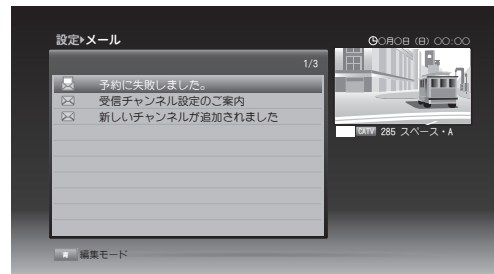 設定▶メール
○月○日 (日) ○○:○○
1/3
予約に失敗しました。
受信チャンネル設定のご案内
新しいチャンネルが追加されました
CATV 285 スペース・A
編集モード